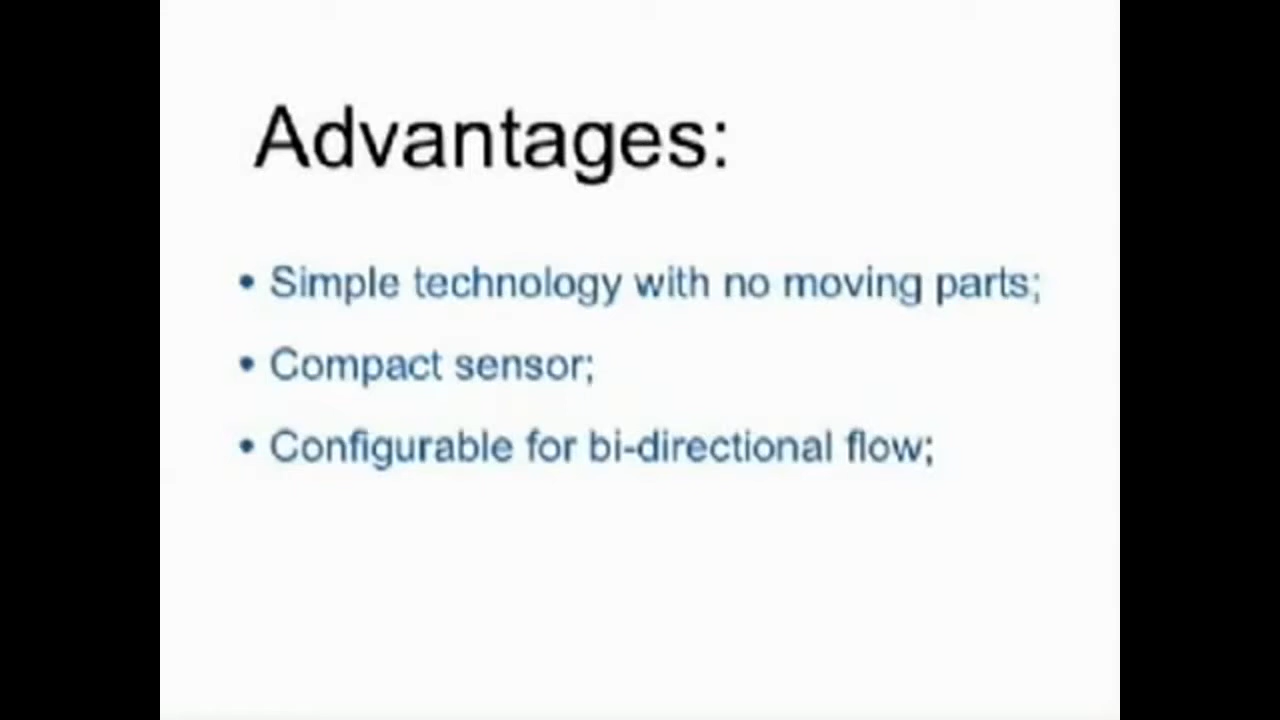 Advantages:
• Simple technology with no moving parts;
• Compact sensor;
• Configurable for bi-directional flow;